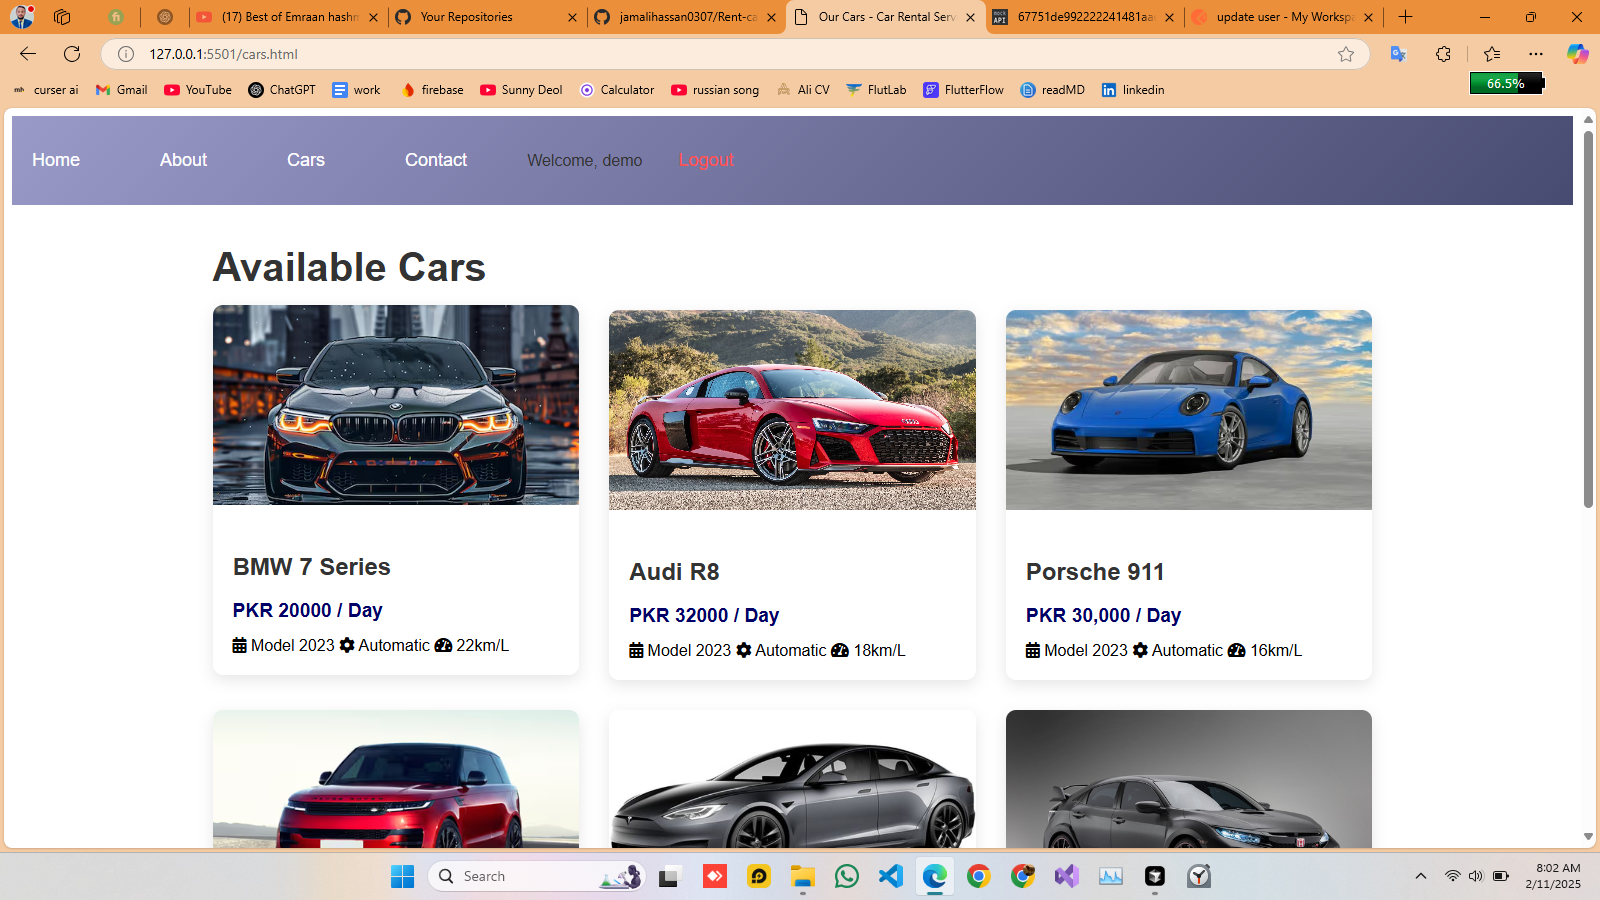 (17) Best of Emraan hashm
Your Repositories
jamalihassan0307/Rent-ca
Our Cars - Car Rental Serv
mock API
67751de992222241481aa
update user - My Workspa
127.0.0.1:5501/cars.html
curser ai
Gmail
YouTube
ChatGPT
work
firebase
Sunny Deol
Calculator
russian song
Ali CV
FlutLab
FlutterFlow
readMD
linkedin
66.5%
Home
About
Cars
Contact
Welcome, demo
Logout
Available Cars
BMW 7 Series
PKR 20000 / Day
Model 2023 Automatic 22km/L
Audi R8
PKR 32000 / Day
Model 2023 Automatic 18km/L
Porsche 911
PKR 30,000 / Day
Model 2023 Automatic 16km/L
Search
8:02 AM
2/11/2025